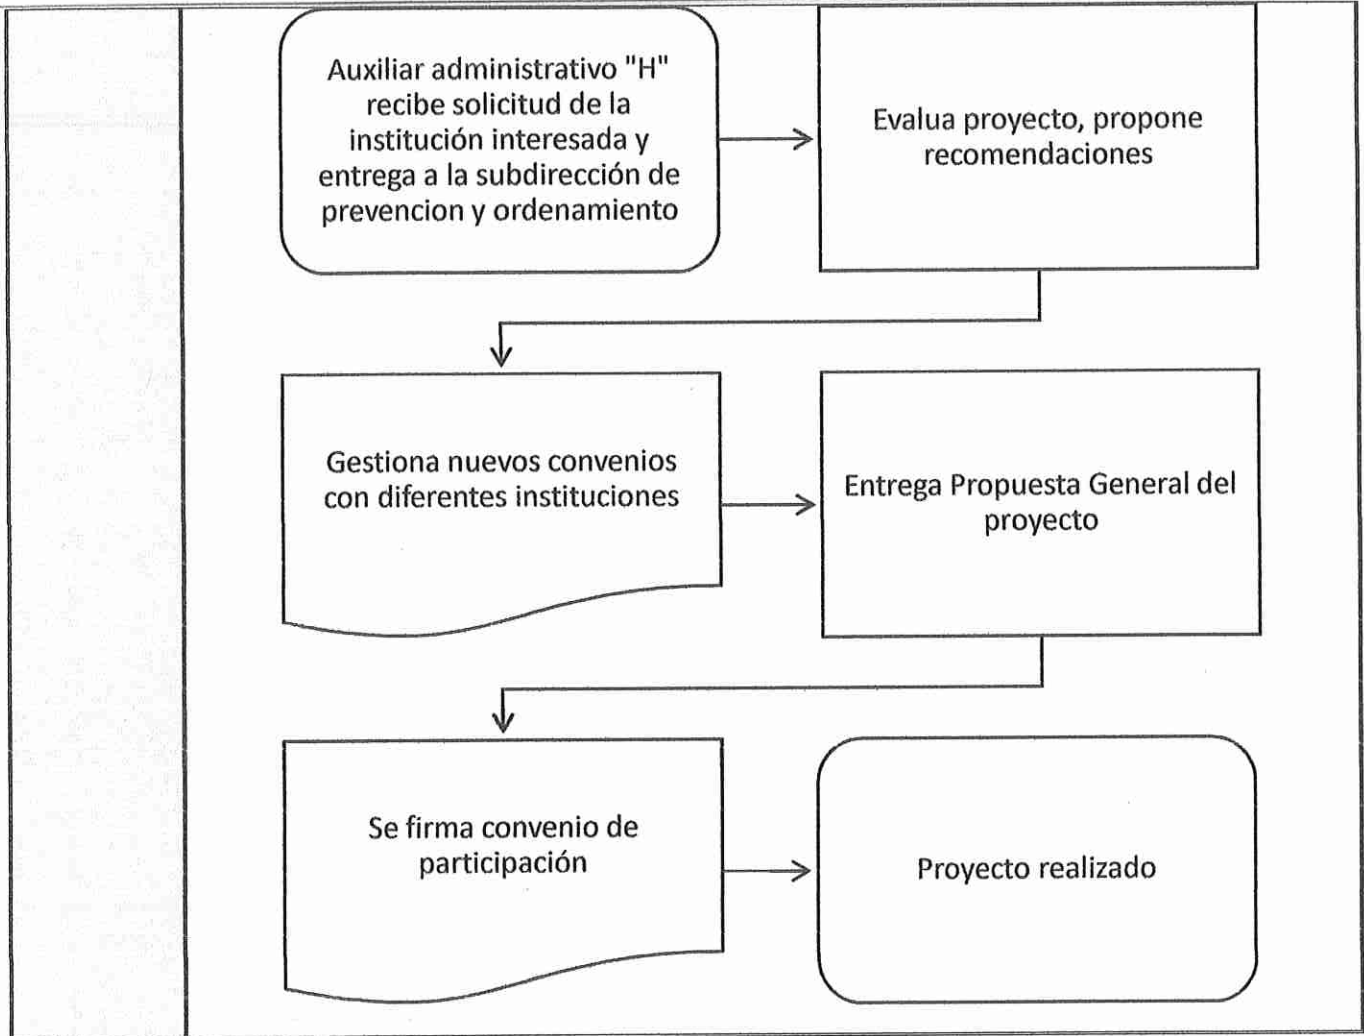 Auxiliar administrativo "H"
recibe solicitud de la
institución interesada y
entrega a la subdirección de
prevencion y ordenamiento
Evalua proyecto, propone
recomendaciones
Gestiona nuevos convenios
con diferentes instituciones
Entrega Propuesta General del
proyecto
Se firma convenio de
participación
Proyecto realizado